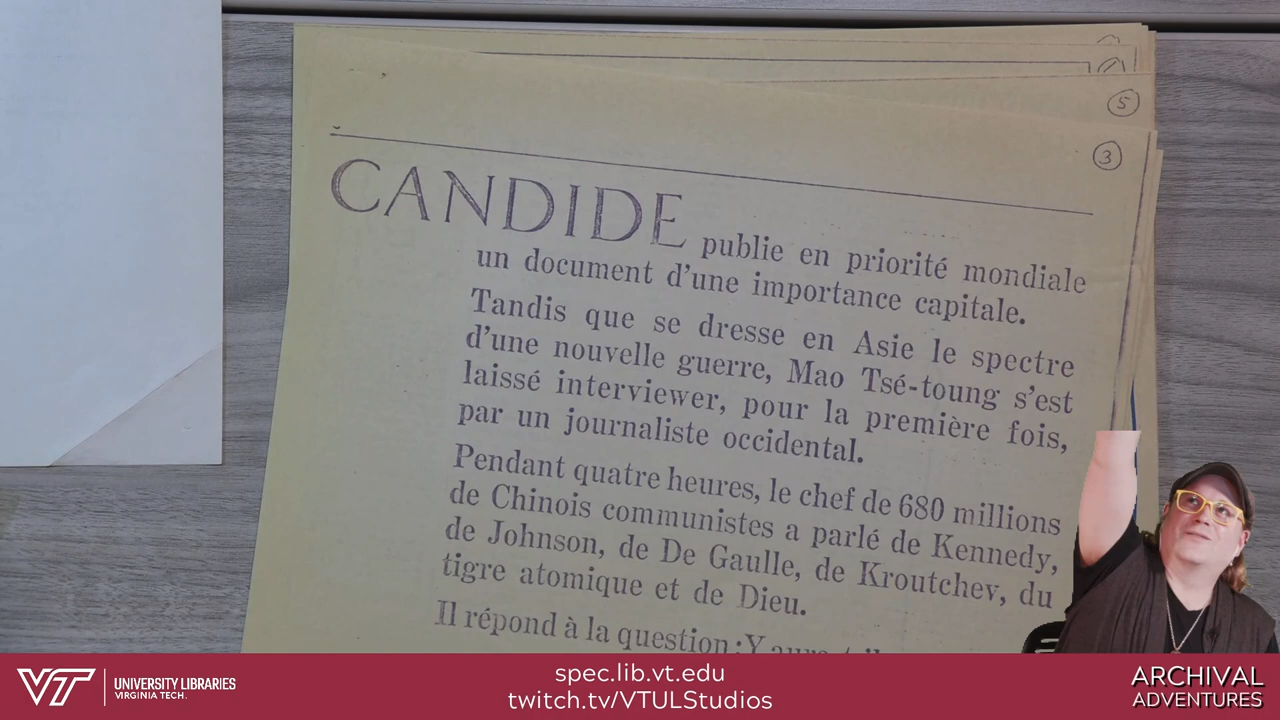 5
3
CANDIDE publie en priorité mondiale
un document d'une importance capitale.
Tandis que se dresse en Asie le spectre
d'une nouvelle guerre, Mao Tsé-toung s'est
laissé interviewer, pour la première fois,
par un journaliste occidental.
Pendant quatre heures, le chef de 680 millions
de Chinois communistes a parlé de Kennedy,
de Johnson, de De Gaulle, de Kroutchev, du
tigre atomique et de Dieu.
Il répond à la question : Y
VT UNIVERSITY LIBRARIES
VIRGINIA TECH.
spec.lib.vt.edu
twitch.tv/VTULStudios
ARCHIVAL
ADVENTURES